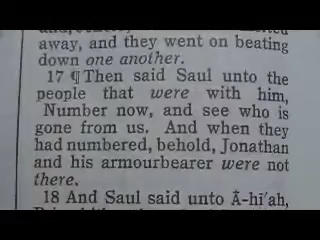 away, and they went on beating
down one another.
17 ¶ Then said Saul unto the
people that were with him,
Number now, and see who is
gone from us. And when they
had numbered, behold, Jonathan
and his armourbearer were not
there.
18 And Saul said unto Ā-hī′ah,